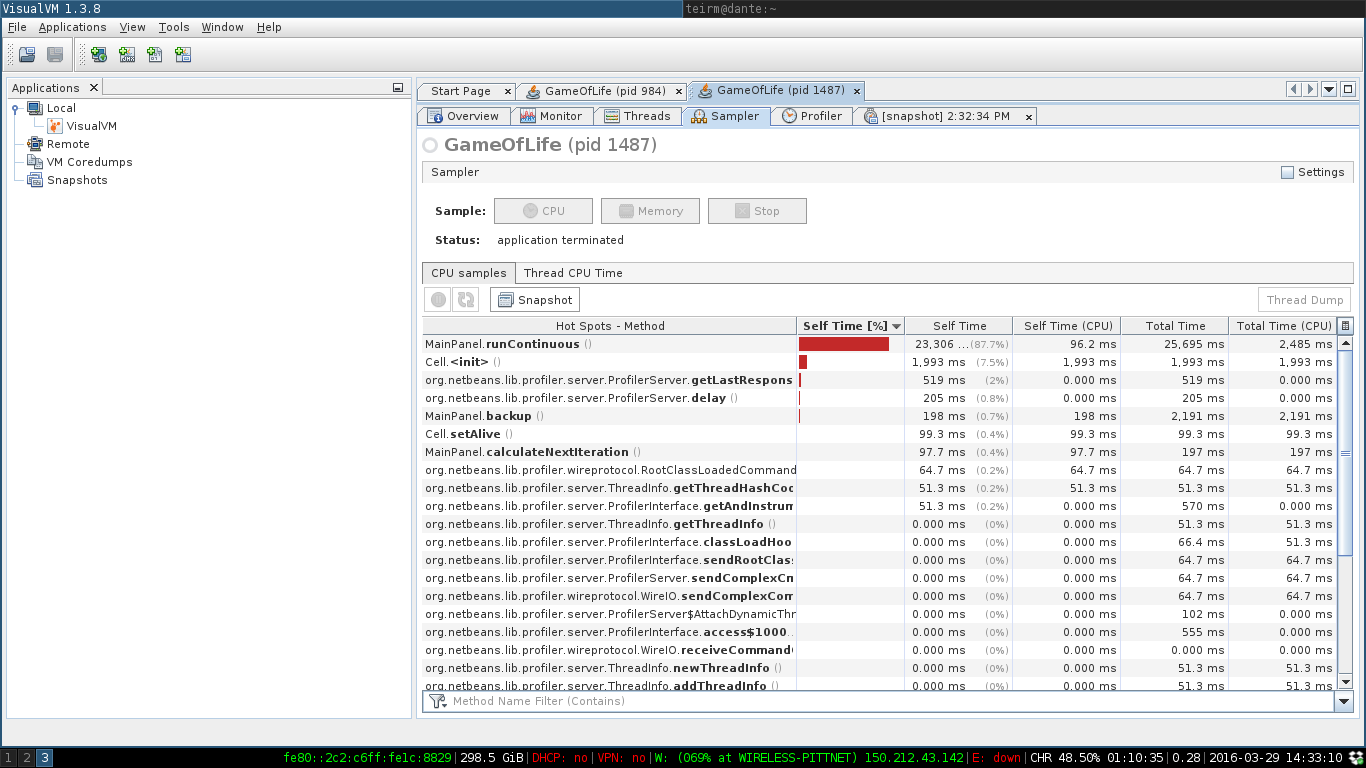 VisualVM 1.3.8 teirm@dante:~
File Applications View Tools Window Help
Applications
Local
VisualVM
Remote
VM Coredumps
Snapshots
Start Page GameOfLife (pid 984) GameOfLife (pid 1487)
Overview Monitor Threads Sampler Profiler [snapshot] 2:32:34 PM
GameOfLife (pid 1487)
Sampler Settings
Sample: CPU Memory Stop
Status: application terminated
CPU samples Thread CPU Time
Snapshot Thread Dump
Hot Spots - Method Self Time [%] Self Time Self Time (CPU) Total Time Total Time (CPU)
MainPanel.runContinuous () 23,306 ...(87.7%) 96.2 ms 25,695 ms 2,485 ms
Cell.<init> () 1,993 ms (7.5%) 1,993 ms 1,993 ms 1,993 ms
org.netbeans.lib.profiler.server.ProfilerServer.getLastRespons 519 ms (2%) 0.000 ms 519 ms 0.000 ms
org.netbeans.lib.profiler.server.ProfilerServer.delay () 205 ms (0.8%) 0.000 ms 205 ms 0.000 ms
MainPanel.backup () 198 ms (0.7%) 198 ms 2,191 ms 2,191 ms
Cell.setAlive () 99.3 ms (0.4%) 99.3 ms 99.3 ms 99.3 ms
MainPanel.calculateNextIteration () 97.7 ms (0.4%) 97.7 ms 197 ms 197 ms
org.netbeans.lib.profiler.wireprotocol.RootClassLoadedCommand 64.7 ms (0.2%) 64.7 ms 64.7 ms 64.7 ms
org.netbeans.lib.profiler.server.ThreadInfo.getThreadHashCoc 51.3 ms (0.2%) 51.3 ms 51.3 ms 51.3 ms
org.netbeans.lib.profiler.server.ProfilerInterface.getAndInstrum 51.3 ms (0.2%) 0.000 ms 570 ms 0.000 ms
org.netbeans.lib.profiler.server.ThreadInfo.getThreadInfo () 0.000 ms (0%) 0.000 ms 51.3 ms 51.3 ms
org.netbeans.lib.profiler.server.ProfilerInterface.classLoadHoo 0.000 ms (0%) 0.000 ms 66.4 ms 51.3 ms
org.netbeans.lib.profiler.server.ProfilerInterface.sendRootClas 0.000 ms (0%) 0.000 ms 64.7 ms 64.7 ms
org.netbeans.lib.profiler.server.ProfilerServer.sendComplexCn 0.000 ms (0%) 0.000 ms 64.7 ms 64.7 ms
org.netbeans.lib.profiler.wireprotocol.WireIO.sendComplexCom 0.000 ms (0%) 0.000 ms 64.7 ms 64.7 ms
org.netbeans.lib.profiler.server.ProfilerServer$AttachDynamicThr 0.000 ms (0%) 0.000 ms 102 ms 0.000 ms
org.netbeans.lib.profiler.server.ProfilerInterface.access$1000 0.000 ms (0%) 0.000 ms 555 ms 0.000 ms
org.netbeans.lib.profiler.wireprotocol.WireIO.receiveCommand( 0.000 ms (0%) 0.000 ms 0.000 ms 0.000 ms
org.netbeans.lib.profiler.server.ThreadInfo.newThreadInfo () 0.000 ms (0%) 0.000 ms 51.3 ms 51.3 ms
org.netbeans.lib.profiler.server.ThreadInfo.addThreadInfo () 0.000 ms (0%) 0.000 ms 51.3 ms 51.3 ms
Method Name Filter (Contains)
1 2 3 fe80::2c2:c6ff:fe1c:8829|298.5 GiB|DHCP: no|VPN: no|W: (069% at WIRELESS-PITTNET) 150.212.43.142|E: down|CHR 48.50% 01:10:35|0.28|2016-03-29 14:33:10